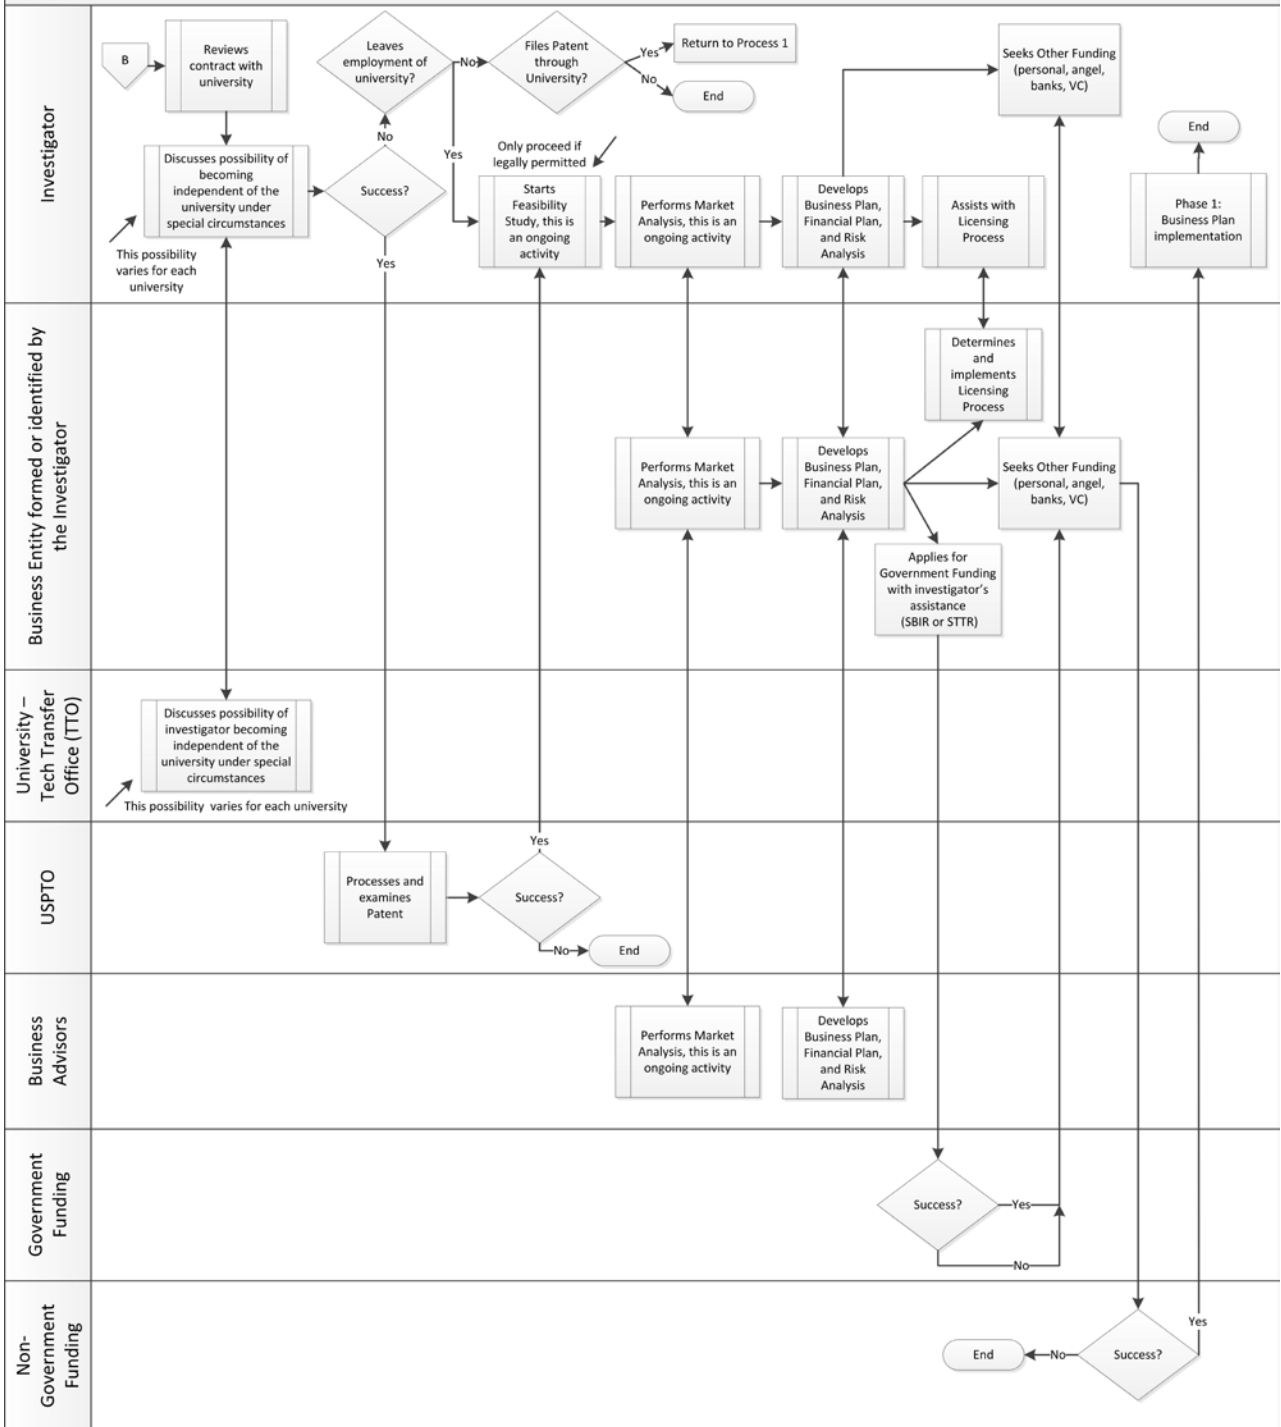 Investigator
B
Reviews
contract with
university
Leaves
employment of
university?
No
Files Patent
through
University?
Yes
Return to Process 1
No
End
Seeks Other Funding
(personal, angel,
banks, VC)
End
No
Yes
Only proceed if
legally permitted
Discusses possibility of
becoming
independent of the
university under
special circumstances
Success?
Starts
Feasibility
Study, this is
an ongoing
activity
Performs Market
Analysis, this is an
ongoing activity
Develops
Business Plan,
Financial Plan,
and Risk
Analysis
Assists with
Licensing
Process
Phase 1:
Business Plan
implementation
This possibility
varies for each
university
Yes
Business Entity formed or identified by
the Investigator
Determines
and
implements
Licensing
Process
Performs Market
Analysis, this is an
ongoing activity
Develops
Business Plan,
Financial Plan,
and Risk
Analysis
Seeks Other Funding
(personal, angel,
banks, VC)
Applies for
Government Funding
with investigator's
assistance
(SBIR or STTR)
University –
Tech Transfer
Office (TTO)
Discusses possibility of
investigator becoming
independent of the
university under special
circumstances
This possibility varies for each university
USPTO
Processes and
examines
Patent
Yes
Success?
No
End
Business
Advisors
Performs Market
Analysis, this is an
ongoing activity
Develops
Business Plan,
Financial Plan,
and Risk
Analysis
Government
Funding
Success?
Yes
No
Non-
Government
Funding
End
No
Success?
Yes